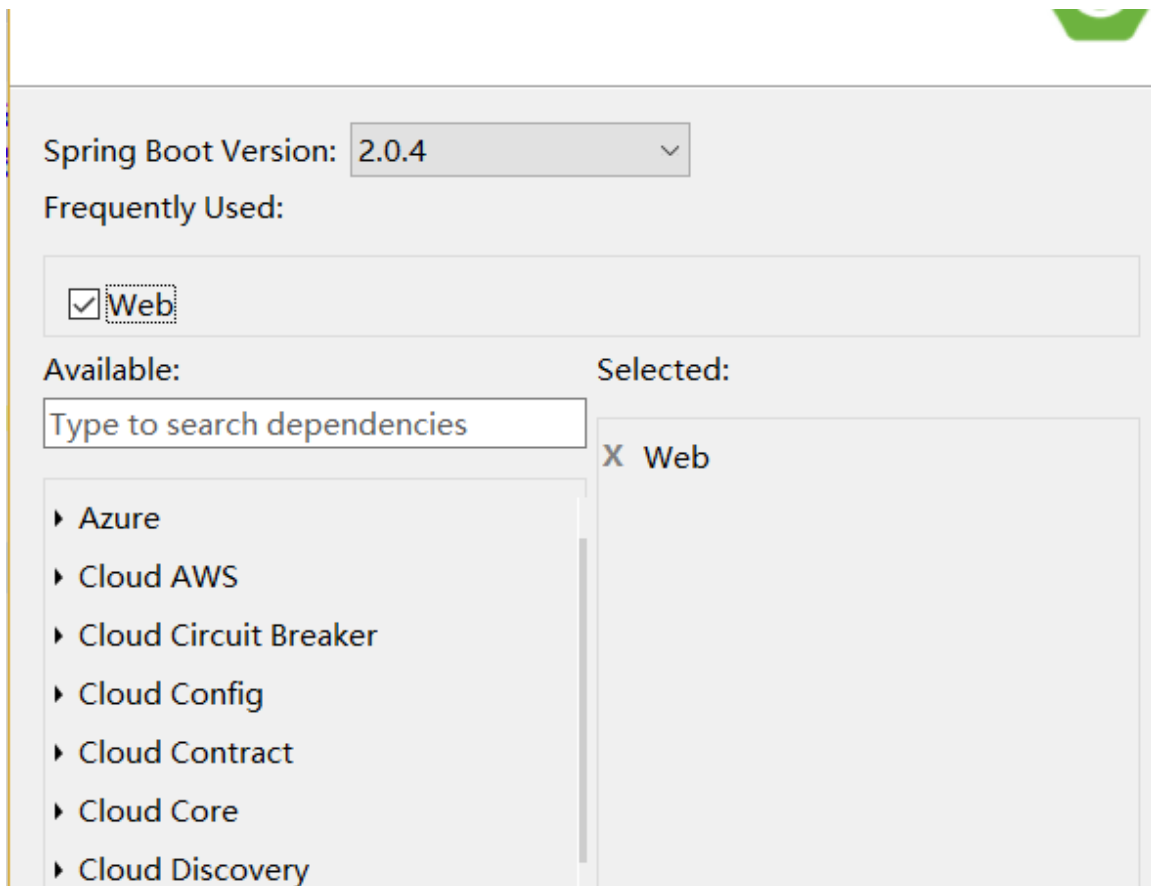 Spring Boot Version: 2.0.4
Frequently Used:
Web
Available:
Type to search dependencies
Azure
Cloud AWS
Cloud Circuit Breaker
Cloud Config
Cloud Contract
Cloud Core
Cloud Discovery
Selected:
X Web